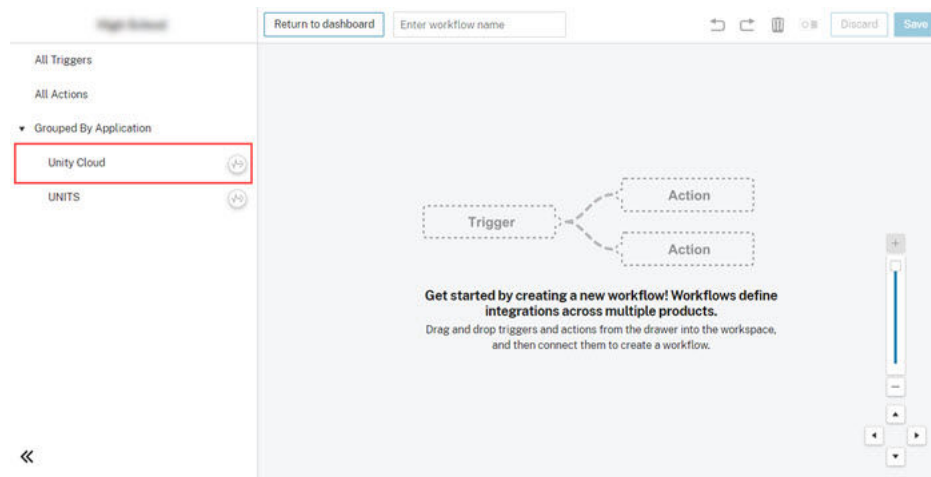 Return to dashboard
Enter workflow name
Discard
Save
All Triggers
All Actions
Grouped By Application
Unity Cloud
UNITS
Trigger
Action
Action
Get started by creating a new workflow! Workflows define
integrations across multiple products.
Drag and drop triggers and actions from the drawer into the workspace,
and then connect them to create a workflow.